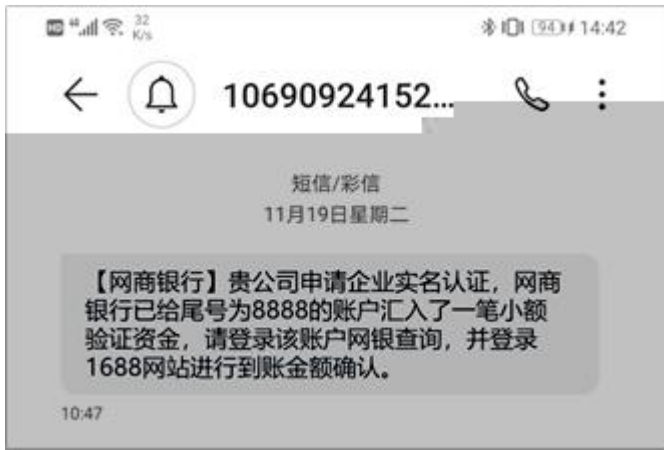 HD 4G 32 K/s 94 14:42
10690924152...
短信/彩信
11月19日星期二
【网商银行】贵公司申请企业实名认证，网商
银行已给尾号为8888的账户汇入了一笔小额
验证资金，请登录该账户网银查询，并登录
1688网站进行到账金额确认。
10:47